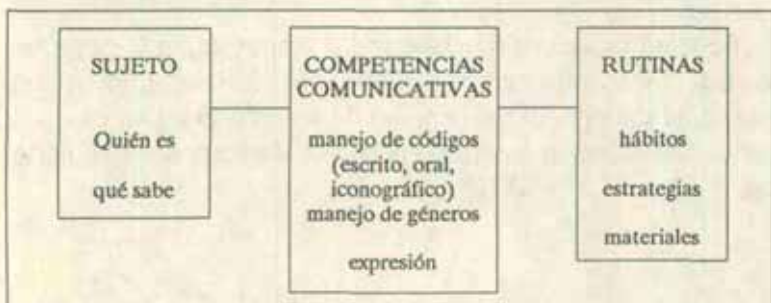 SUJETO
Quién es
qué sabe
COMPETENCIAS
COMUNICATIVAS
manejo de códigos
(escrito, oral,
iconográfico)
manejo de géneros
expresión
RUTINAS
hábitos
estrategias
materiales